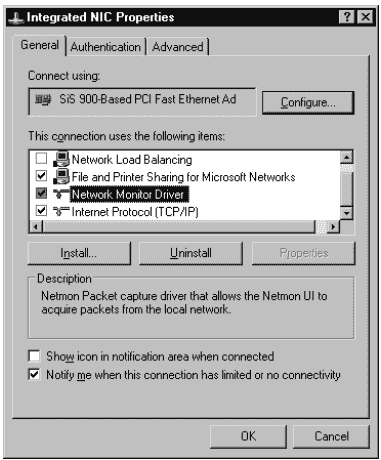 Integrated NIC Properties
General
Authentication
Advanced
Connect using:
SiS 900-Based PCI Fast Ethernet Ad
Configure...
This connection uses the following items:
Network Load Balancing
File and Printer Sharing for Microsoft Networks
Network Monitor Driver
Internet Protocol (TCP/IP)
Install...
Uninstall
Properties
Description
Netmon Packet capture driver that allows the Netmon UI to
acquire packets from the local network.
Show icon in notification area when connected
Notify me when this connection has limited or no connectivity
OK
Cancel